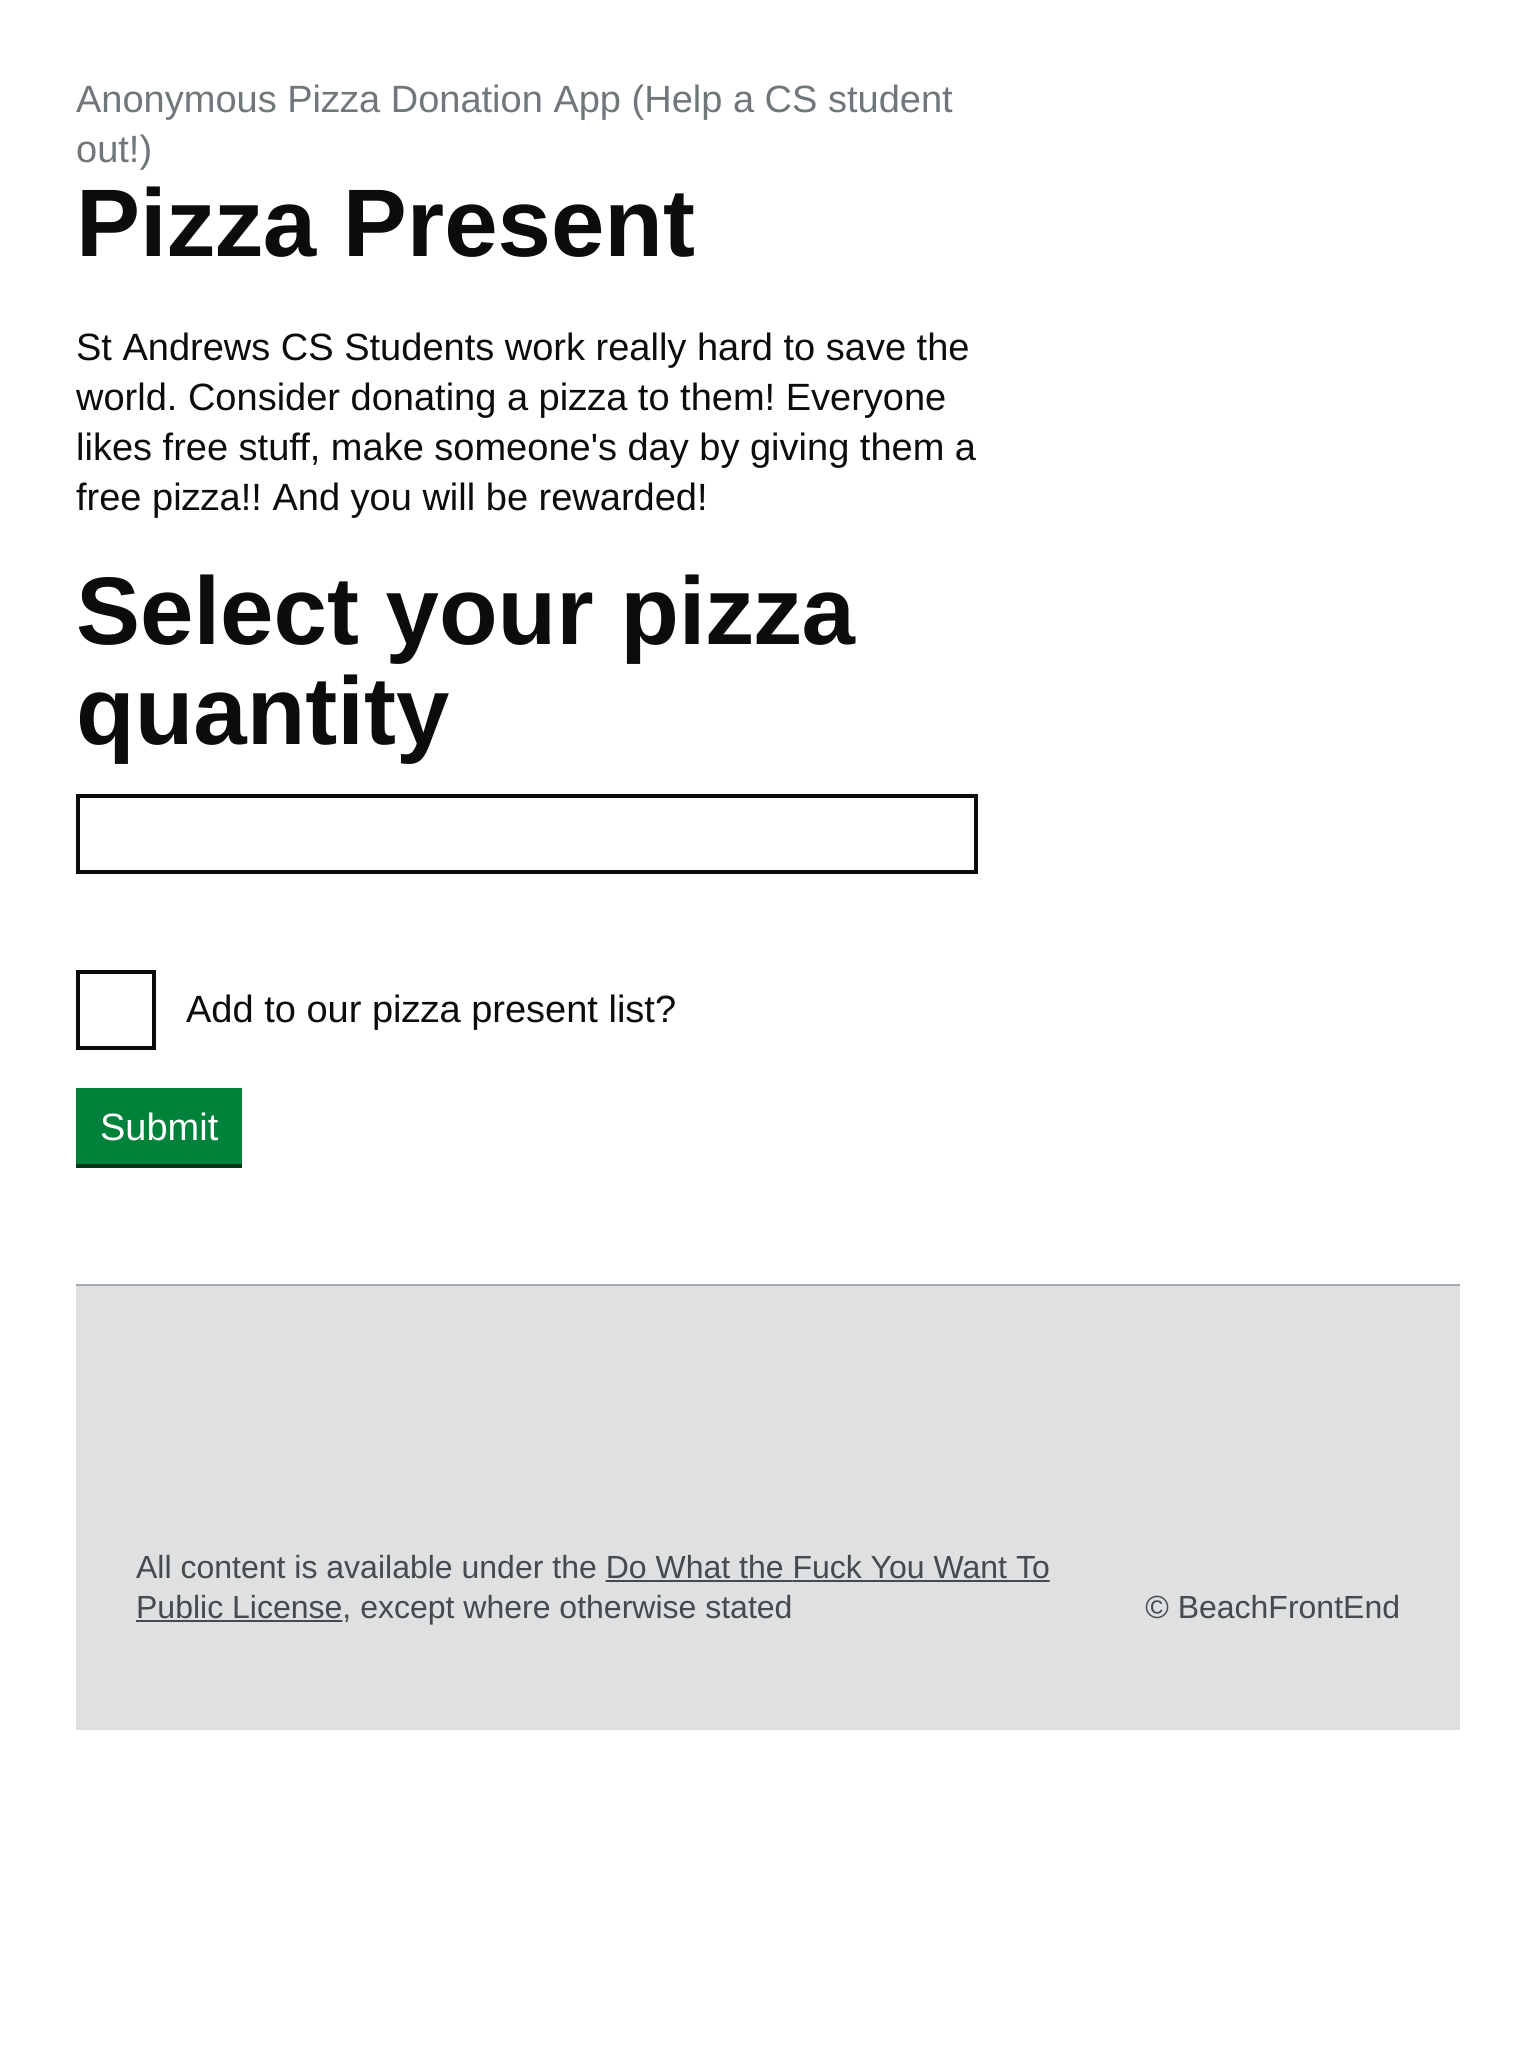 Anonymous Pizza Donation App (Help a CS student
out!)
Pizza Present
St Andrews CS Students work really hard to save the
world. Consider donating a pizza to them! Everyone
likes free stuff, make someone's day by giving them a
free pizza!! And you will be rewarded!
Select your pizza
quantity
Add to our pizza present list?
Submit
All content is available under the Do What the Fuck You Want To
Public License, except where otherwise stated
© BeachFrontEnd